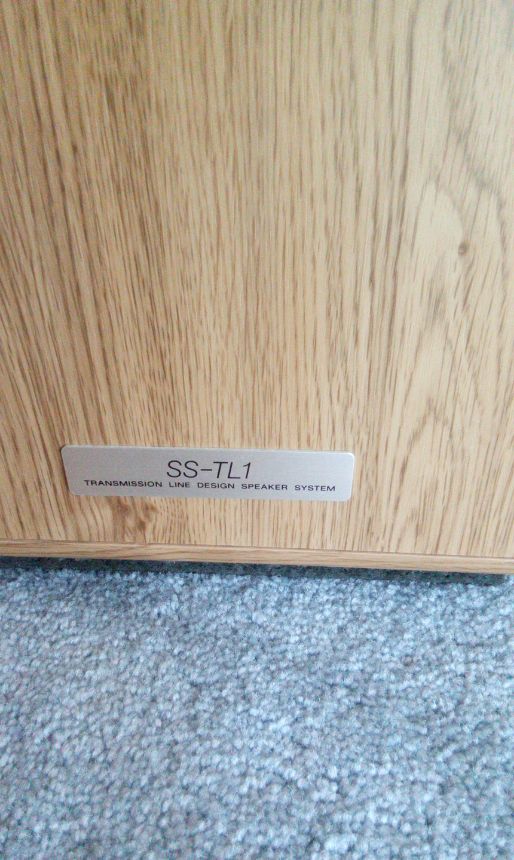 SS-TL1
TRANSMISSION LINE DESIGN SPEAKER SYSTEM